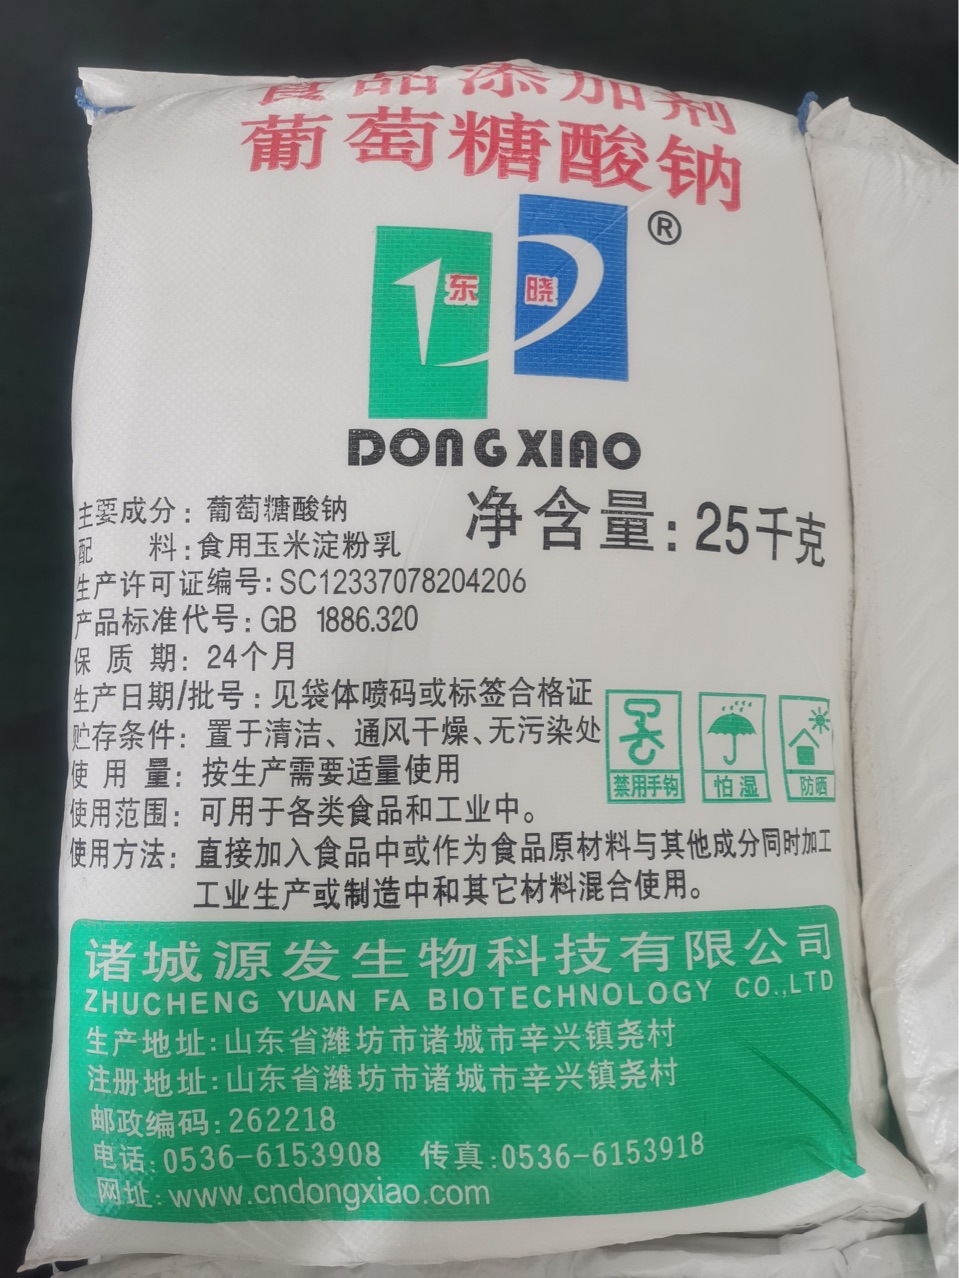 食品添加剂
葡萄糖酸钠
®
东 晓
DONGXIAO
净含量:25千克
主要成分:葡萄糖酸钠
配 料:食用玉米淀粉乳
生产许可证编号:SC12337078204206
产品标准代号:GB 1886.320
保 质 期:24个月
生产日期/批号:见袋体喷码或标签合格证
贮存条件:置于清洁、通风干燥、无污染处
使 用 量:按生产需要适量使用
使用范围:可用于各类食品和工业中。
使用方法:直接加入食品中或作为食品原材料与其他成分同时加工
工业生产或制造中和其它材料混合使用。
禁用手钩 怕湿 防晒
诸城源发生物科技有限公司
ZHUCHENG YUAN FA BIOTECHNOLOGY CO.,LTD
生产地址:山东省潍坊市诸城市辛兴镇尧村
注册地址:山东省潍坊市诸城市辛兴镇尧村
邮政编码:262218
电话:0536-6153908 传真:0536-6153918
网址:www.cndongxiao.com